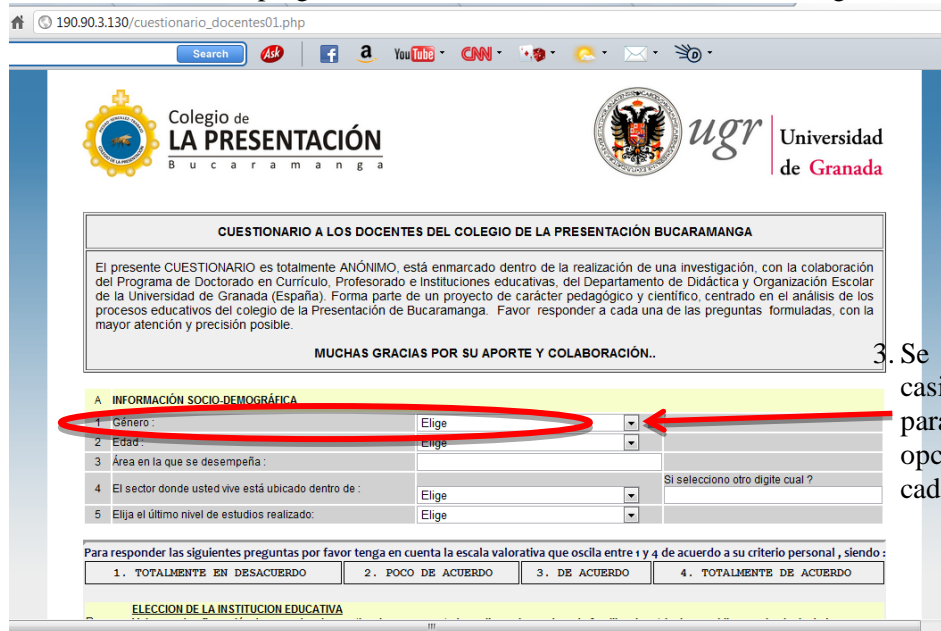 190.90.3.130/cuestionario_docentes01.php
Search Ask f a You Tube CNN
Colegio de
LA PRESENTACIÓN
Bucaramanga
ugr Universidad
de Granada
CUESTIONARIO A LOS DOCENTES DEL COLEGIO DE LA PRESENTACIÓN BUCARAMANGA
El presente CUESTIONARIO es totalmente ANÓNIMO, está enmarcado dentro de la realización de una investigación, con la colaboración
del Programa de Doctorado en Currículo, Profesorado e Instituciones educativas, del Departamento de Didáctica y Organización Escolar
de la Universidad de Granada (España). Forma parte de un proyecto de carácter pedagógico y científico, centrado en el análisis de los
procesos educativos del colegio de la Presentación de Bucaramanga. Favor responder a cada una de las preguntas formuladas, con la
mayor atención y precisión posible.
MUCHAS GRACIAS POR SU APORTE Y COLABORACIÓN..
3. Se
casi
para
opc
cad
A INFORMACIÓN SOCIO-DEMOGRÁFICA
1 Género : Elige
2 Edad : Elige
3 Área en la que se desempeña :
4 El sector donde usted vive está ubicado dentro de : Elige Si selecciono otro digite cual ?
5 Elija el último nivel de estudios realizado: Elige
Para responder las siguientes preguntas por favor tenga en cuenta la escala valorativa que oscila entre 1 y 4 de acuerdo a su criterio personal , siendo :
1. TOTALMENTE EN DESACUERDO 2. POCO DE ACUERDO 3. DE ACUERDO 4. TOTALMENTE DE ACUERDO
ELECCION DE LA INSTITUCION EDUCATIVA